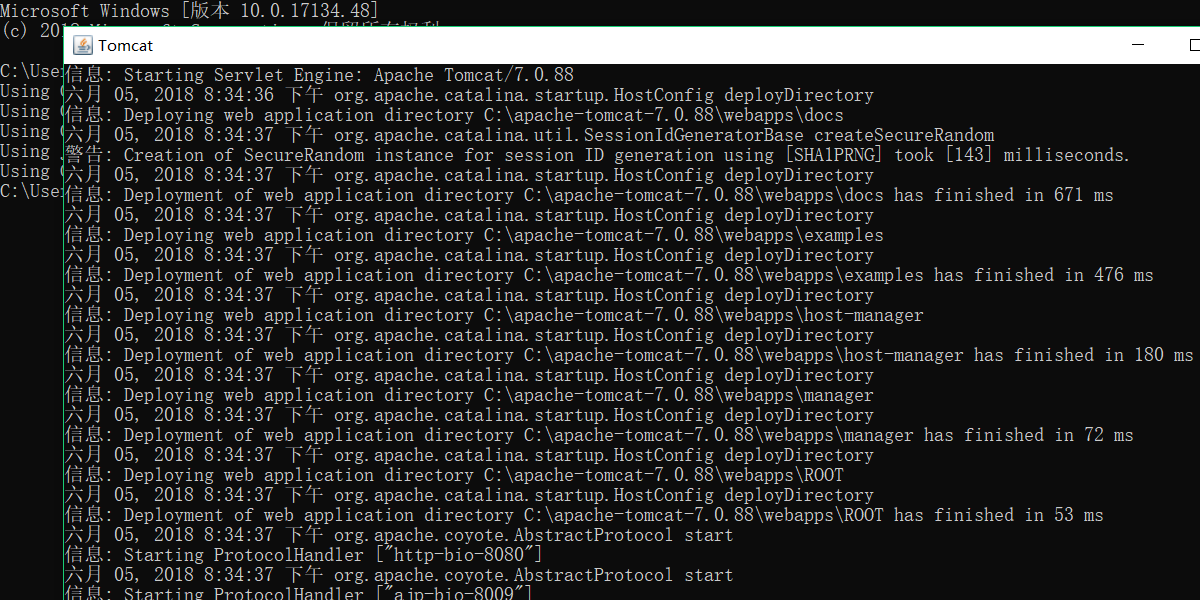 Microsoft Windows [版本 10.0.17134.48]
(c) 20
Tomcat
C:\Use
Using
Using
Using
Using
Using
C:\Use
信息: Starting Servlet Engine: Apache Tomcat/7.0.88
六月 05, 2018 8:34:36 下午 org.apache.catalina.startup.HostConfig deployDirectory
信息: Deploying web application directory C:\apache-tomcat-7.0.88\webapps\docs
六月 05, 2018 8:34:37 下午 org.apache.catalina.util.SessionIdGeneratorBase createSecureRandom
警告: Creation of SecureRandom instance for session ID generation using [SHA1PRNG] took [143] milliseconds.
六月 05, 2018 8:34:37 下午 org.apache.catalina.startup.HostConfig deployDirectory
信息: Deployment of web application directory C:\apache-tomcat-7.0.88\webapps\docs has finished in 671 ms
六月 05, 2018 8:34:37 下午 org.apache.catalina.startup.HostConfig deployDirectory
信息: Deploying web application directory C:\apache-tomcat-7.0.88\webapps\examples
六月 05, 2018 8:34:37 下午 org.apache.catalina.startup.HostConfig deployDirectory
信息: Deployment of web application directory C:\apache-tomcat-7.0.88\webapps\examples has finished in 476 ms
六月 05, 2018 8:34:37 下午 org.apache.catalina.startup.HostConfig deployDirectory
信息: Deploying web application directory C:\apache-tomcat-7.0.88\webapps\host-manager
六月 05, 2018 8:34:37 下午 org.apache.catalina.startup.HostConfig deployDirectory
信息: Deployment of web application directory C:\apache-tomcat-7.0.88\webapps\host-manager has finished in 180 ms
六月 05, 2018 8:34:37 下午 org.apache.catalina.startup.HostConfig deployDirectory
信息: Deploying web application directory C:\apache-tomcat-7.0.88\webapps\manager
六月 05, 2018 8:34:37 下午 org.apache.catalina.startup.HostConfig deployDirectory
信息: Deployment of web application directory C:\apache-tomcat-7.0.88\webapps\manager has finished in 72 ms
六月 05, 2018 8:34:37 下午 org.apache.catalina.startup.HostConfig deployDirectory
信息: Deploying web application directory C:\apache-tomcat-7.0.88\webapps\ROOT
六月 05, 2018 8:34:37 下午 org.apache.catalina.startup.HostConfig deployDirectory
信息: Deployment of web application directory C:\apache-tomcat-7.0.88\webapps\ROOT has finished in 53 ms
六月 05, 2018 8:34:37 下午 org.apache.coyote.AbstractProtocol start
信息: Starting ProtocolHandler ["http-bio-8080"]
六月 05, 2018 8:34:37 下午 org.apache.coyote.AbstractProtocol start
信息: Starting ProtocolHandler ["ajp-bio-8009"]